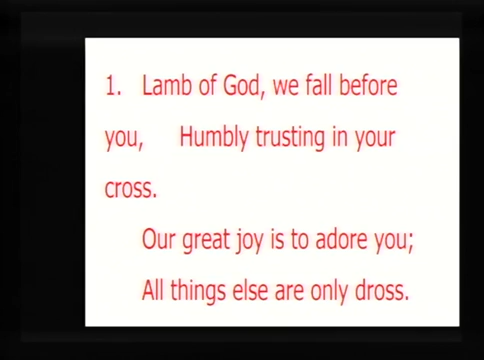 1. Lamb of God, we fall before
you, Humbly trusting in your
cross.
Our great joy is to adore you;
All things else are only dross.